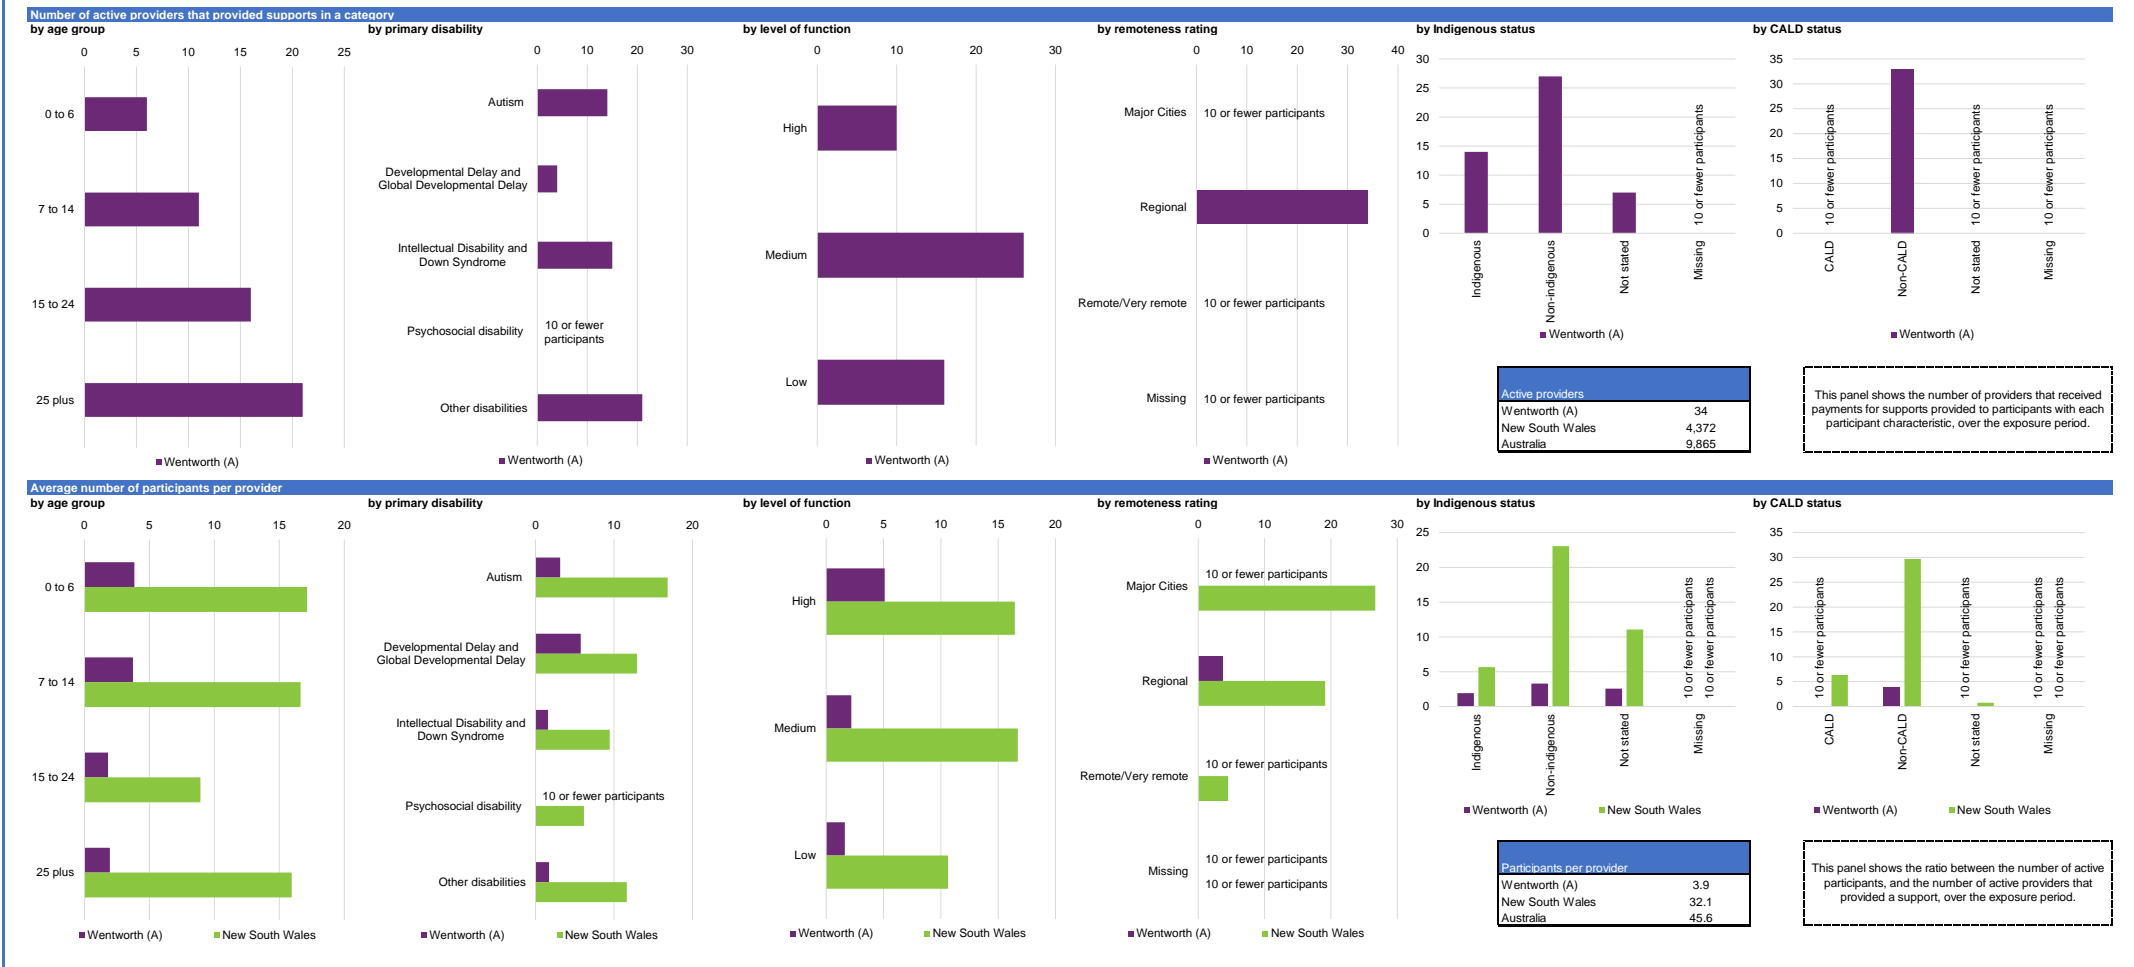 Number of active providers that provided supports in a category
by age group
0 5 10 15 20 25
0 to 6
7 to 14
15 to 24
25 plus
Wentworth (A)
by primary disability
0 10 20 30
Autism
Developmental Delay and
Global Developmental Delay
Intellectual Disability and
Down Syndrome
Psychosocial disability
10 or fewer
participants
Other disabilities
Wentworth (A)
by level of function
0 10 20 30
High
Medium
Low
Wentworth (A)
by remoteness rating
0 10 20 30 40
Major Cities 10 or fewer participants
Regional
Remote/Very remote 10 or fewer participants
Missing 10 or fewer participants
Wentworth (A)
by Indigenous status
30
25
20
15
10
5
0
10 or fewer participants
Indigenous
Non-indigenous
Not stated
Missing
Wentworth (A)
by CALD status
35
30
25
20
15
10
5
0
10 or fewer participants
10 or fewer participants
10 or fewer participants
CALD
Non-CALD
Not stated
Missing
Wentworth (A)
Active providers
Wentworth (A) 34
New South Wales 4,372
Australia 9,865
This panel shows the number of providers that received
payments for supports provided to participants with each
participant characteristic, over the exposure period.
Average number of participants per provider
by age group
0 5 10 15 20
0 to 6
7 to 14
15 to 24
25 plus
Wentworth (A) New South Wales
by primary disability
0 10 20
Autism
Developmental Delay and
Global Developmental Delay
Intellectual Disability and
Down Syndrome
Psychosocial disability
10 or fewer participants
Other disabilities
Wentworth (A) New South Wales
by level of function
0 5 10 15 20
High
Medium
Low
Wentworth (A) New South Wales
by remoteness rating
0 10 20 30
10 or fewer participants
Major Cities
Regional
10 or fewer participants
Remote/Very remote
10 or fewer participants
Missing
10 or fewer participants
Wentworth (A) New South Wales
by Indigenous status
25
20
15
10
5
0
10 or fewer participants
10 or fewer participants
Indigenous
Non-indigenous
Not stated
Missing
Wentworth (A) New South Wales
by CALD status
35
30
25
20
15
10
5
0
10 or fewer participants
10 or fewer participants
10 or fewer participants
10 or fewer participants
CALD
Non-CALD
Not stated
Missing
Wentworth (A) New South Wales
Participants per provider
Wentworth (A) 3.9
New South Wales 32.1
Australia 45.6
This panel shows the ratio between the number of active
participants, and the number of active providers that
provided a support, over the exposure period.